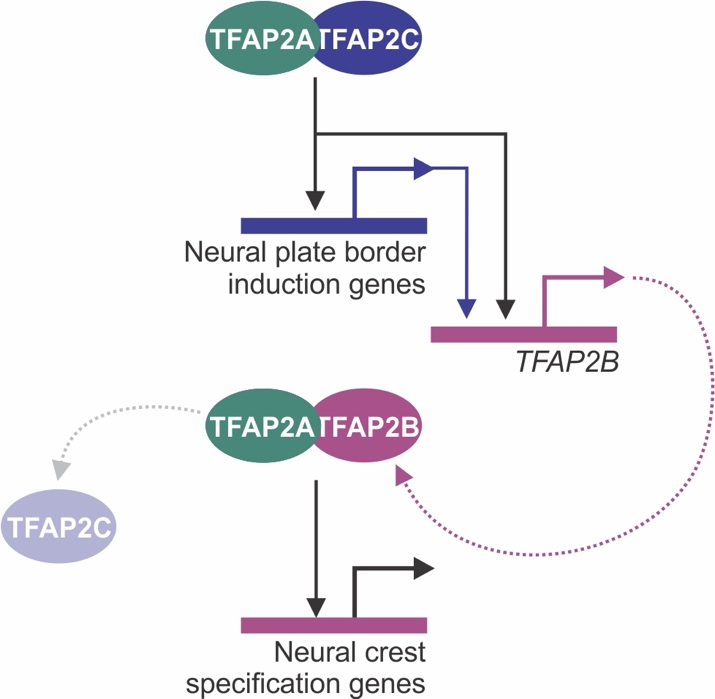 TFAP2A TFAP2C
Neural plate border
induction genes
TFAP2B
TFAP2A TFAP2B
TFAP2C
Neural crest
specification genes